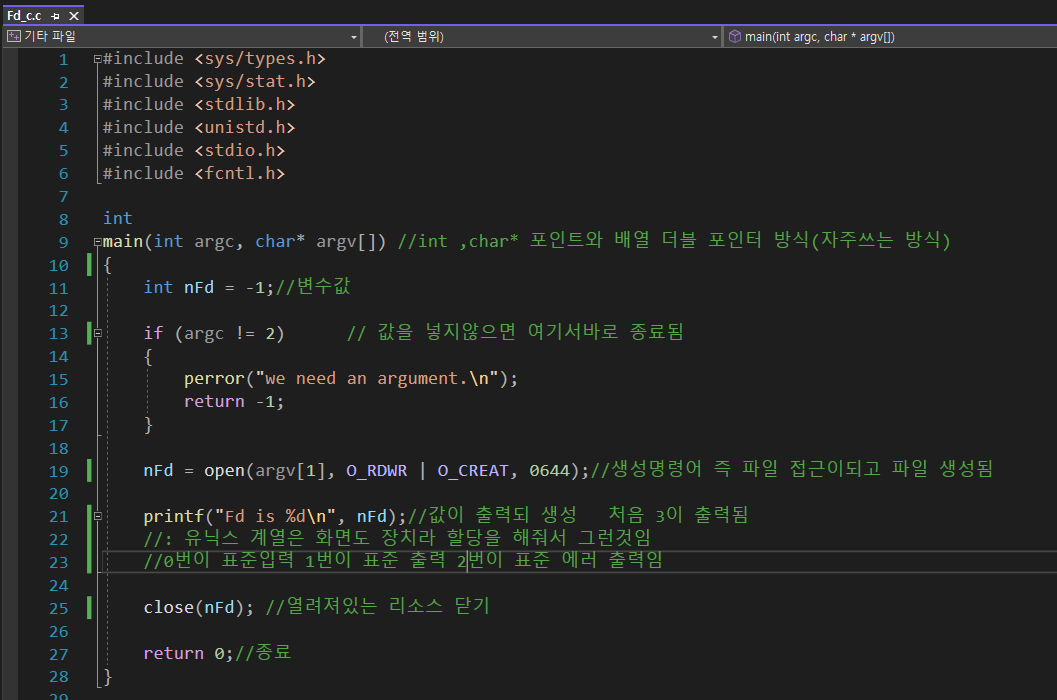 Fd_c.c
기타 파일 (전역 범위) main(int argc, char * argv[])
1 #include <sys/types.h>
2 #include <sys/stat.h>
3 #include <stdlib.h>
4 #include <unistd.h>
5 #include <stdio.h>
6 #include <fcntl.h>
7
8 int
9 main(int argc, char* argv[]) //int ,char* 포인트와 배열 더블 포인터 방식(자주쓰는 방식)
10 {
11 int nFd = -1;//변수값
12
13 if (argc != 2) // 값을 넣지않으면 여기서바로 종료됨
14 {
15 perror("we need an argument.\n");
16 return -1;
17 }
18
19 nFd = open(argv[1], O_RDWR | O_CREAT, 0644);//생성명령어 즉 파일 접근이되고 파일 생성됨
20
21 printf("Fd is %d\n", nFd);//값이 출력되 생성 처음 3이 출력됨
22 //: 유닉스 계열은 화면도 장치라 할당을 해줘서 그런것임
23 //0번이 표준입력 1번이 표준 출력 2번이 표준 에러 출력임
24
25 close(nFd); //열려져있는 리소스 닫기
26
27 return 0;//종료
28 }
29